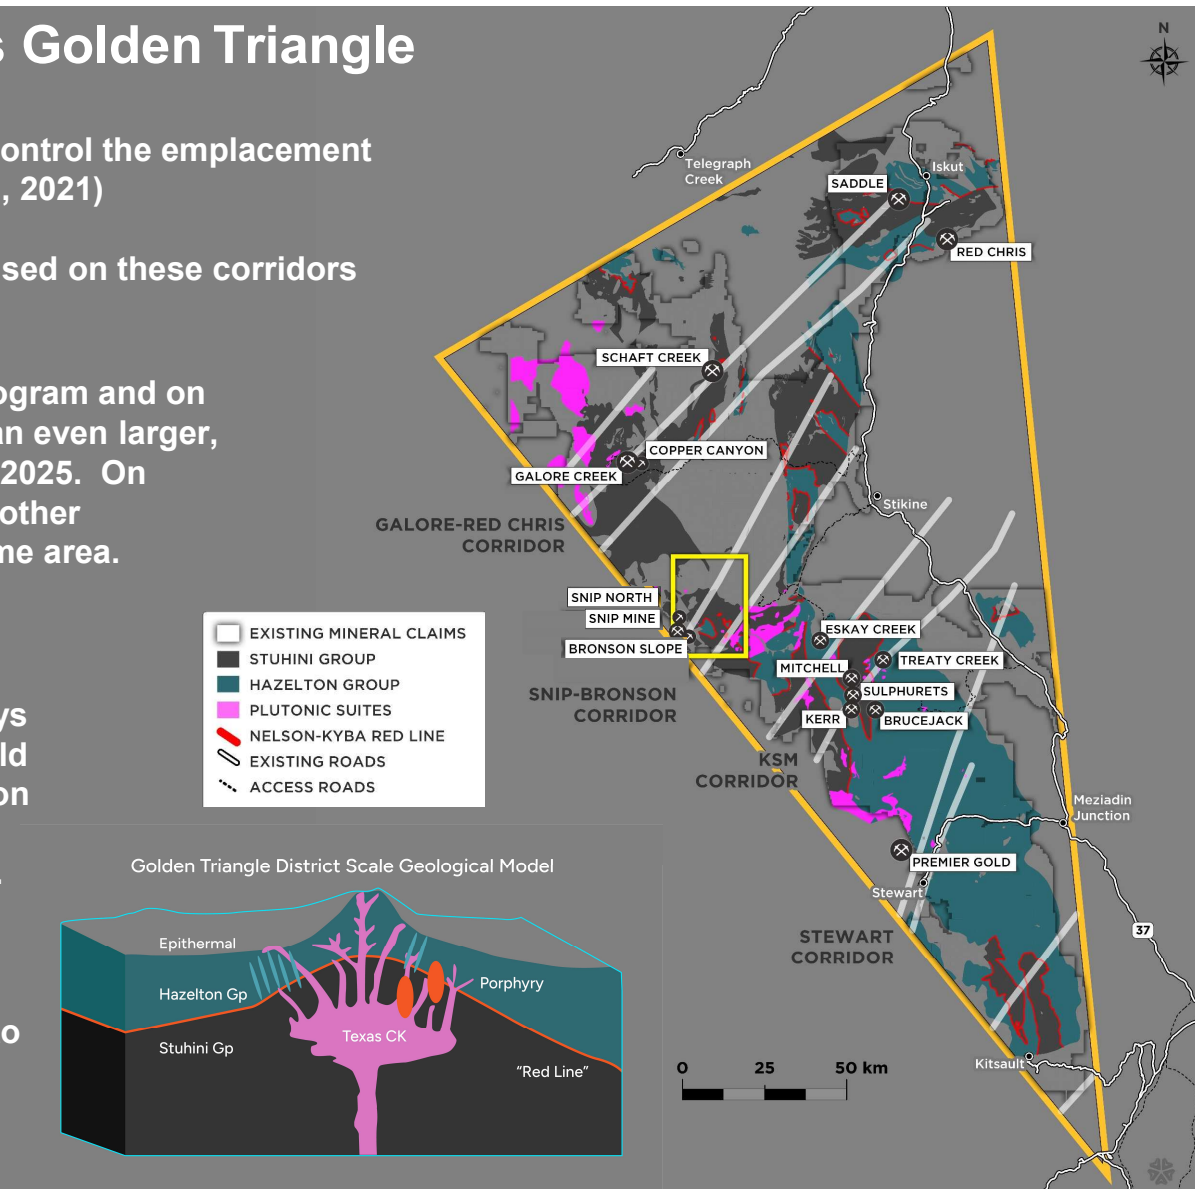 s Golden Triangle
ontrol the emplacement
., 2021)
sed on these corridors
ogram and on
an even larger,
2025. On
other
me area.
ys
ld
on
.
o
N
Telegraph
Creek
Iskut
SADDLE
RED CHRIS
SCHAFT CREEK
COPPER CANYON
GALORE CREEK
Stikine
GALORE-RED CHRIS
CORRIDOR
SNIP NORTH
SNIP MINE
BRONSON SLOPE
ESKAY CREEK
MITCHELL
TREATY CREEK
SULPHURETS
KERR
BRUCEJACK
SNIP-BRONSON
CORRIDOR
KSM
CORRIDOR
Meziadin
Junction
PREMIER GOLD
Stewart
37
STEWART
CORRIDOR
Kitsault
0 25 50 km
EXISTING MINERAL CLAIMS
STUHINI GROUP
HAZELTON GROUP
PLUTONIC SUITES
NELSON-KYBA RED LINE
EXISTING ROADS
ACCESS ROADS
Golden Triangle District Scale Geological Model
Epithermal
Hazelton Gp
Porphyry
Texas CK
Stuhini Gp
"Red Line"